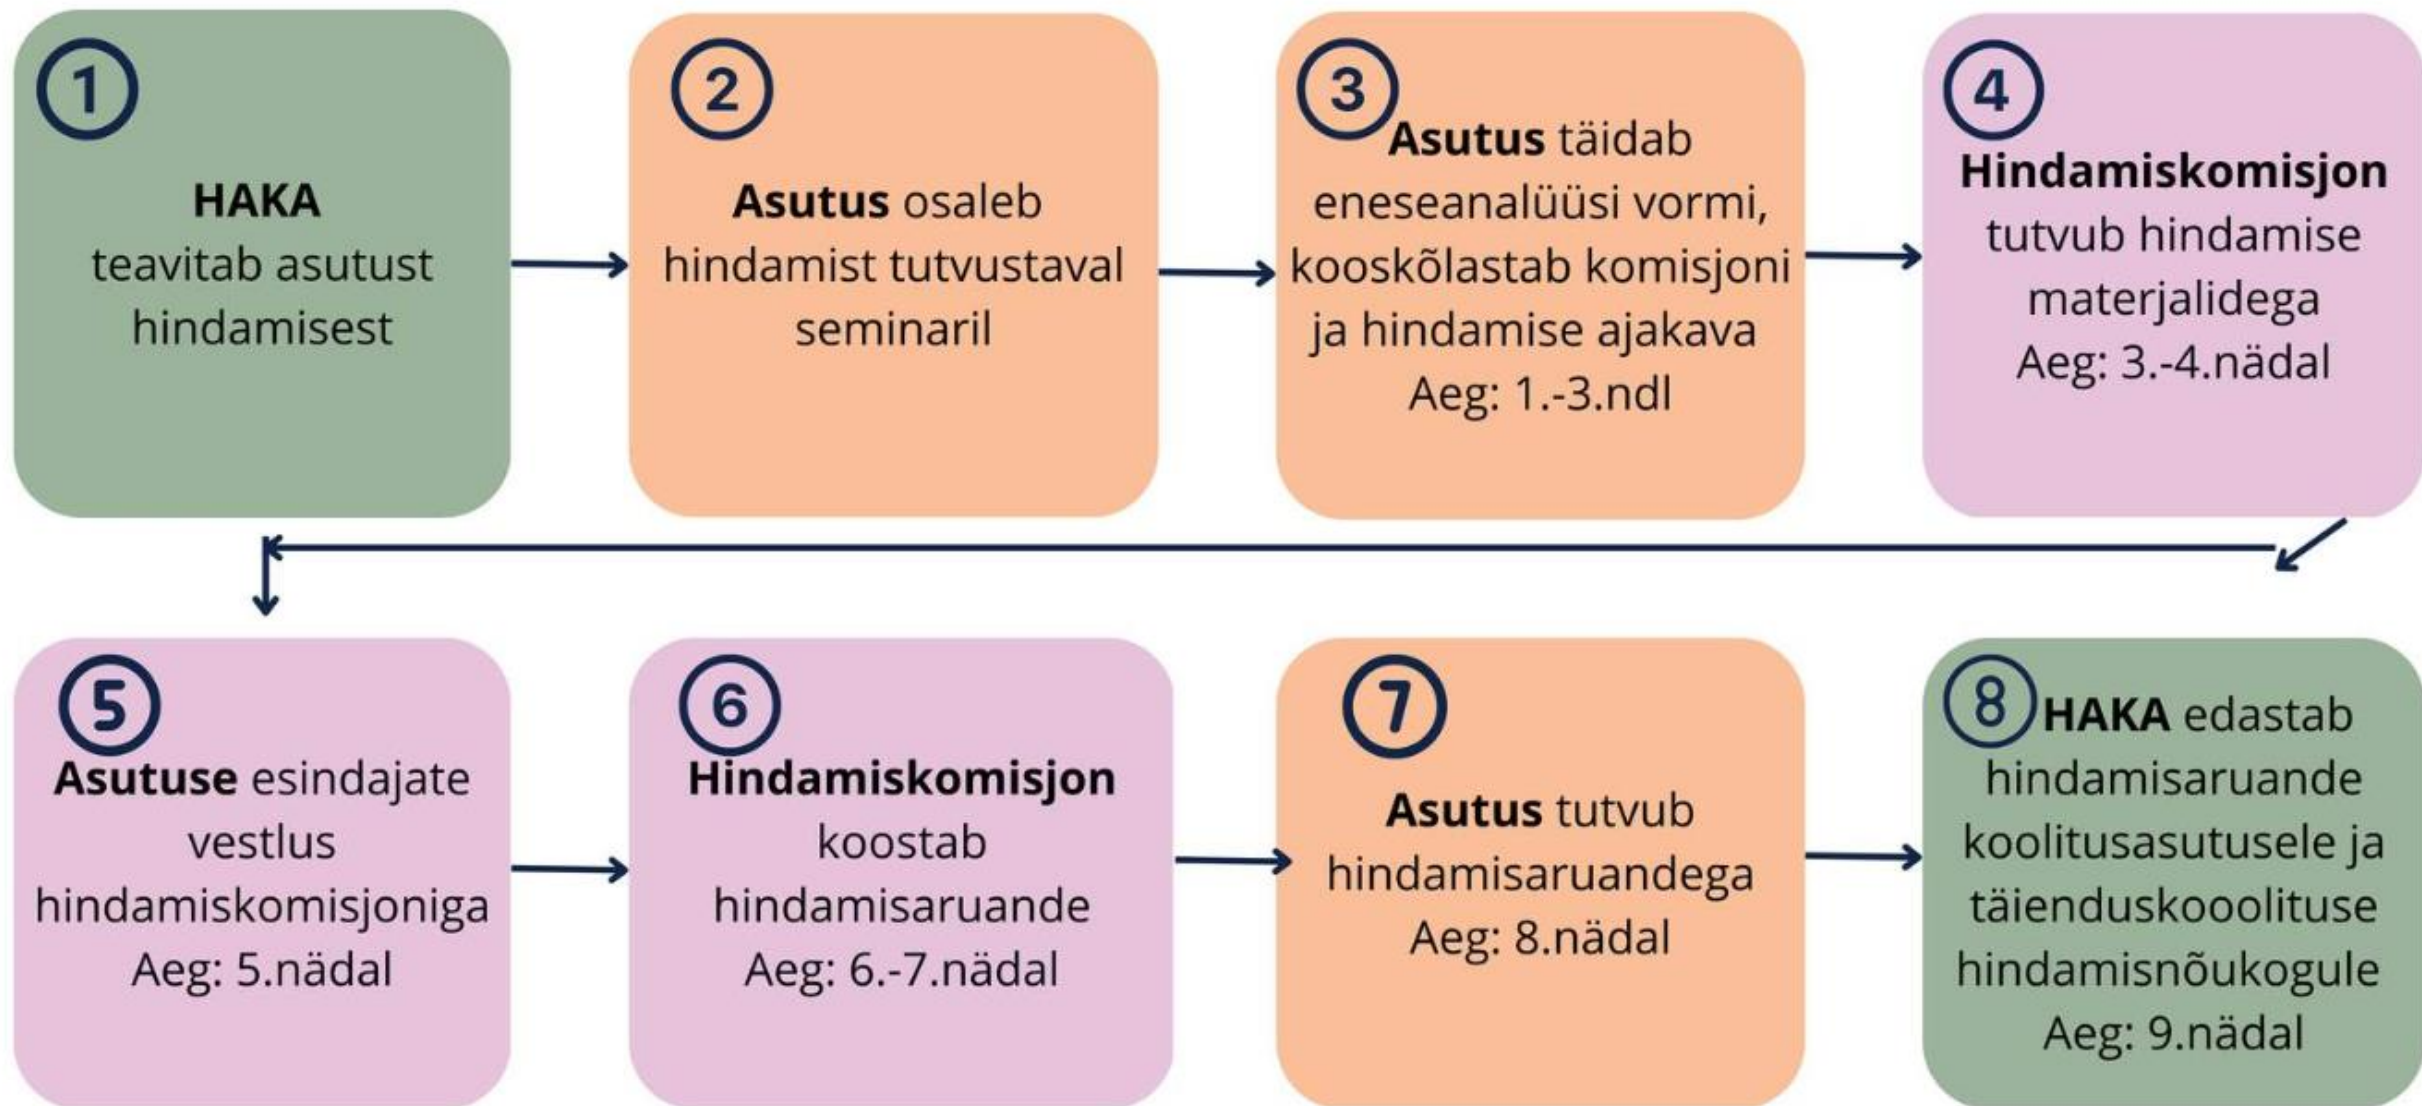 1
HAKA
teavitab asutust
hindamisest
2
Asutus osaleb
hindamist tutvustaval
seminaril
3
Asutus täidab
eneseanalüüsi vormi,
kooskõlastab komisjoni
ja hindamise ajakava
Aeg: 1.-3.ndl
4
Hindamiskomisjon
tutvub hindamise
materjalidega
Aeg: 3.-4.nädal
5
Asutuse esindajate
vestlus
hindamiskomisjoniga
Aeg: 5.nädal
6
Hindamiskomisjon
koostab
hindamisaruande
Aeg: 6.-7.nädal
7
Asutus tutvub
hindamisaruandega
Aeg: 8.nädal
8
HAKA edastab
hindamisaruande
koolitusasutusele ja
täienduskooolituse
hindamisnõukogule
Aeg: 9.nädal